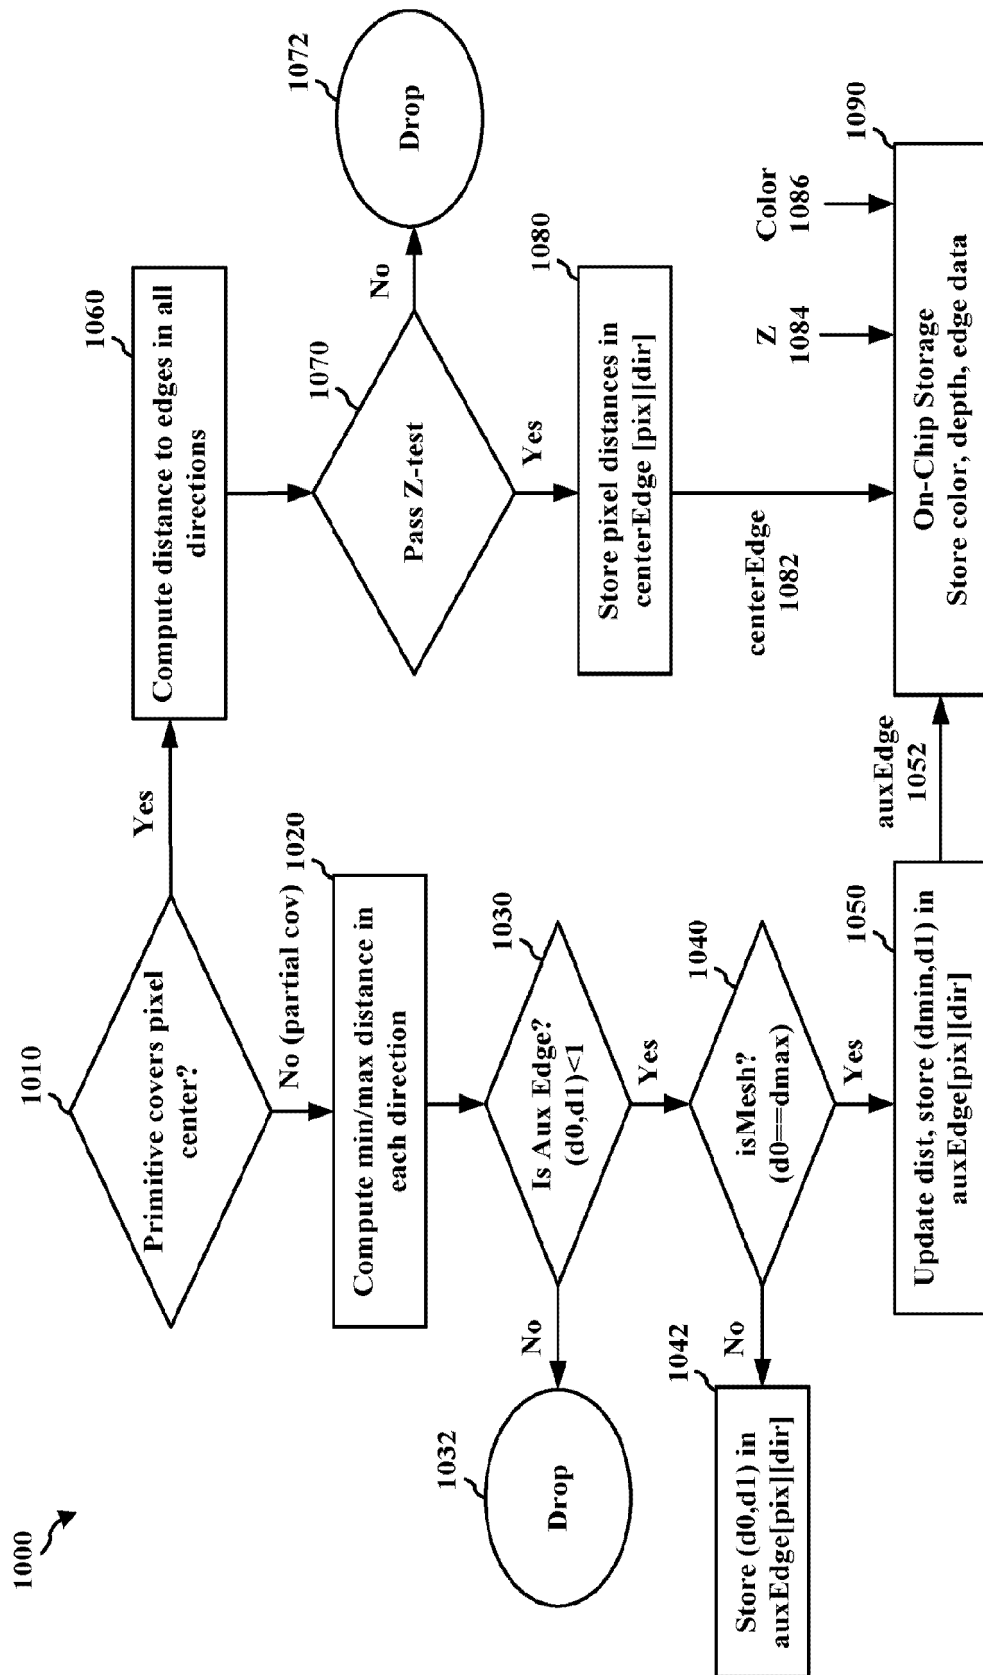 1000
1010
Primitive covers pixel
center?
Yes
No (partial cov)
1020
Compute min/max distance in
each direction
1030
Is Aux Edge?
(d0,d1)<1
No
1032
Drop
Yes
1040
isMesh?
(d0==dmax)
No
1042
Store (d0,d1) in
auxEdge[pix][dir]
Yes
1050
Update dist, store (dmin,d1) in
auxEdge[pix][dir]
auxEdge
1052
1060
Compute distance to edges in all
directions
1070
Pass Z-test
No
1072
Drop
Yes
1080
Store pixel distances in
centerEdge [pix][dir]
centerEdge
1082
Z
1084
Color
1086
1090
On-Chip Storage
Store color, depth, edge data